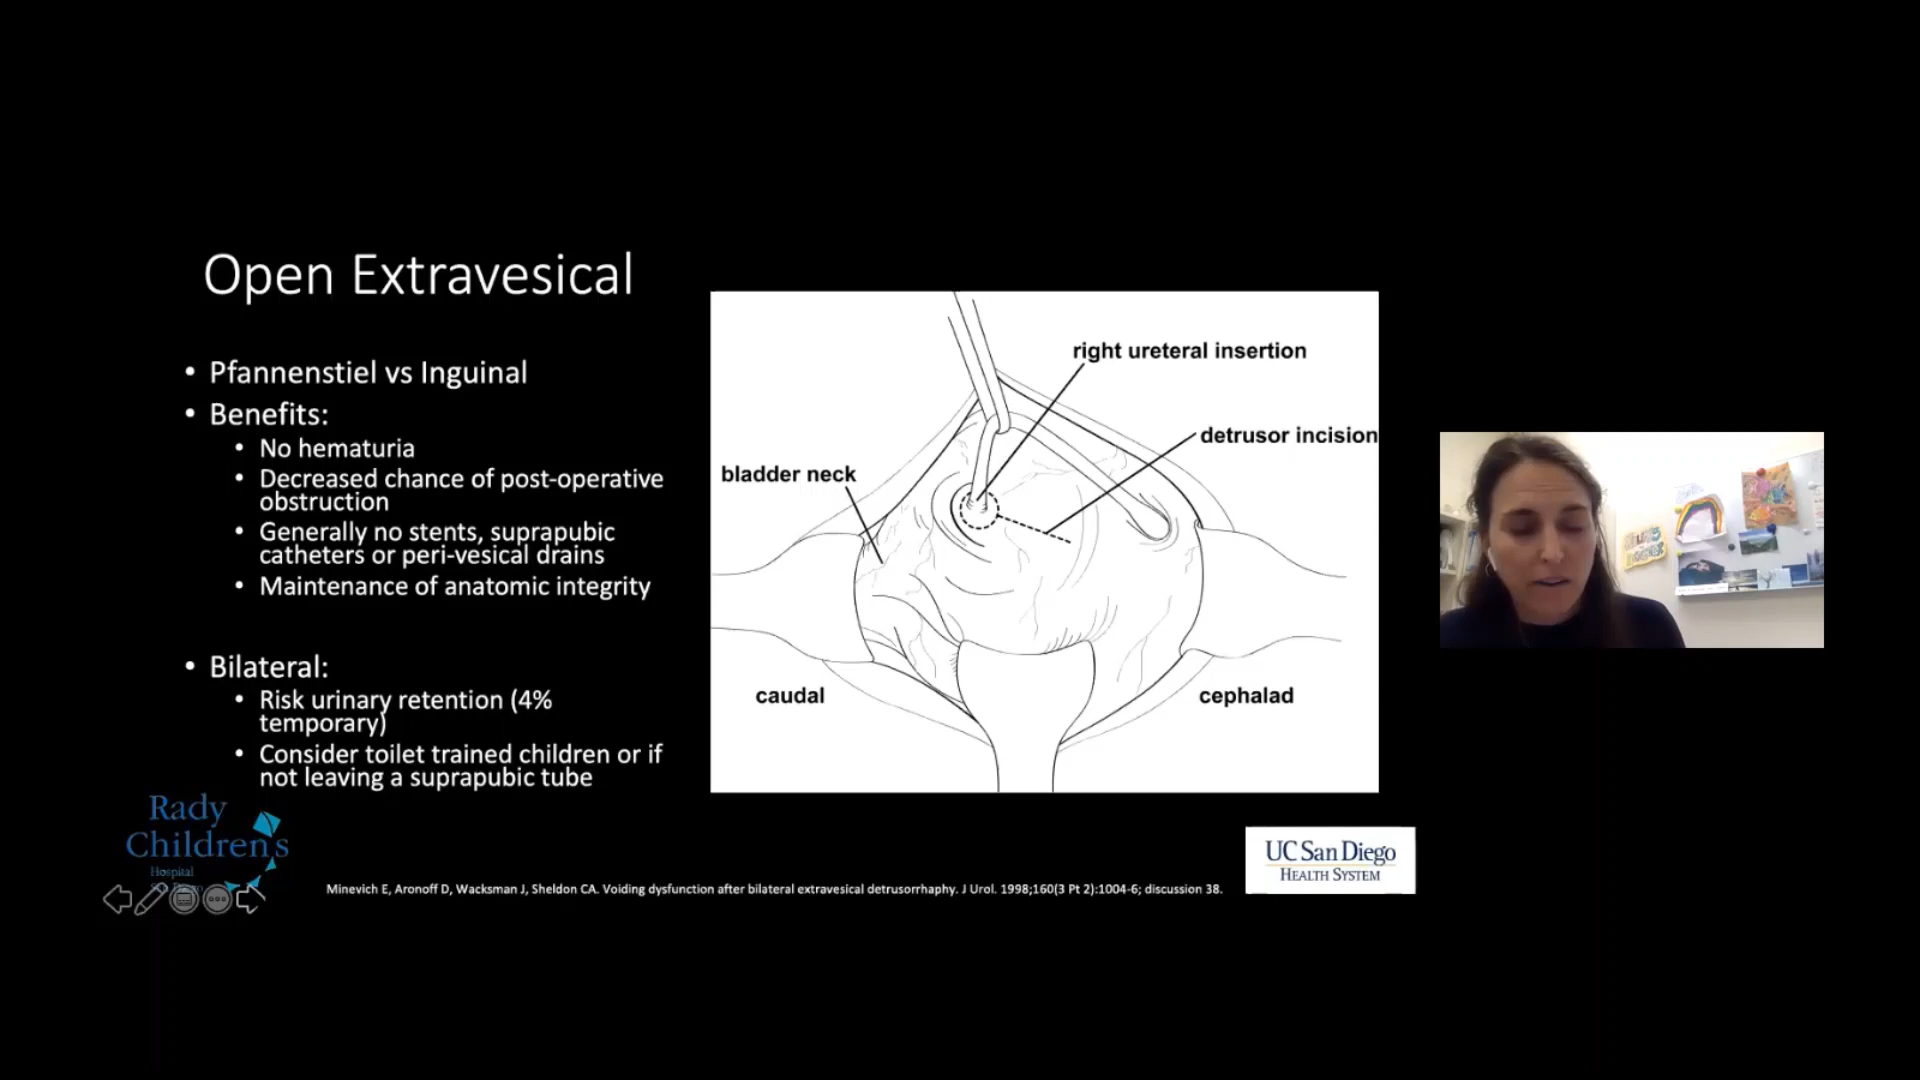 Open Extravesical
• Pfannenstiel vs Inguinal
• Benefits:
• No hematuria
• Decreased chance of post-operative
obstruction
• Generally no stents, suprapubic
catheters or peri-vesical drains
• Maintenance of anatomic integrity
• Bilateral:
• Risk urinary retention (4%
temporary)
• Consider toilet trained children or if
not leaving a suprapubic tube
right ureteral insertion
detrusor incision
bladder neck
caudal
cephalad
Rady
Children's
Hospital
Minevich E, Aronoff D, Wacksman J, Sheldon CA. Voiding dysfunction after bilateral extravesical detrusorrhaphy. J Urol. 1998;160(3 Pt 2):1004-6; discussion 38.
UC San Diego
HEALTH SYSTEM